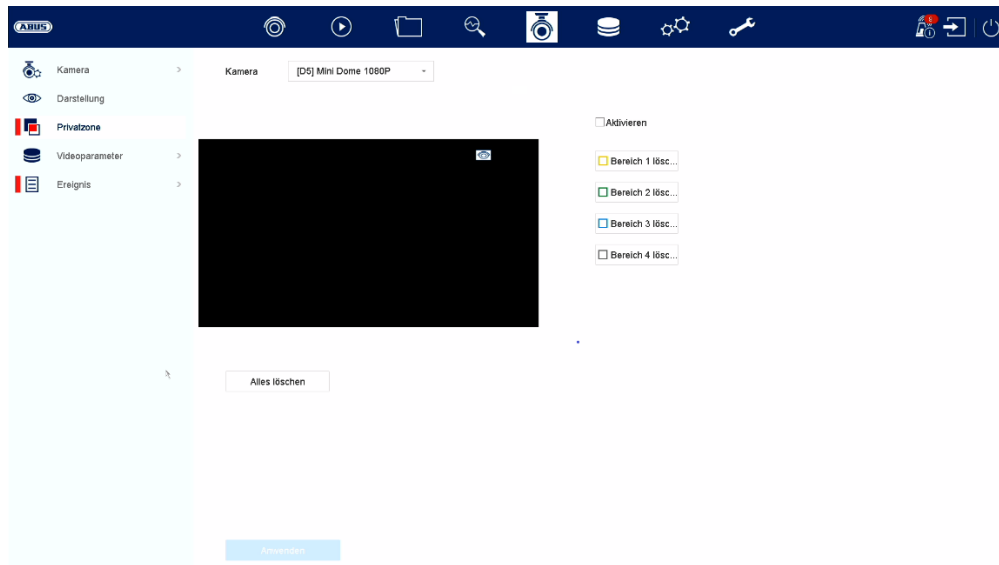 ABUS
6
Kamera
Darstellung
Privatzone
Videoparameter
Ereignis
Kamera [D5] Mini Dome 1080P
Aktivieren
Bereich 1 lösc...
Bereich 2 lösc...
Bereich 3 lösc...
Bereich 4 lösc...
Alles löschen
Anwenden